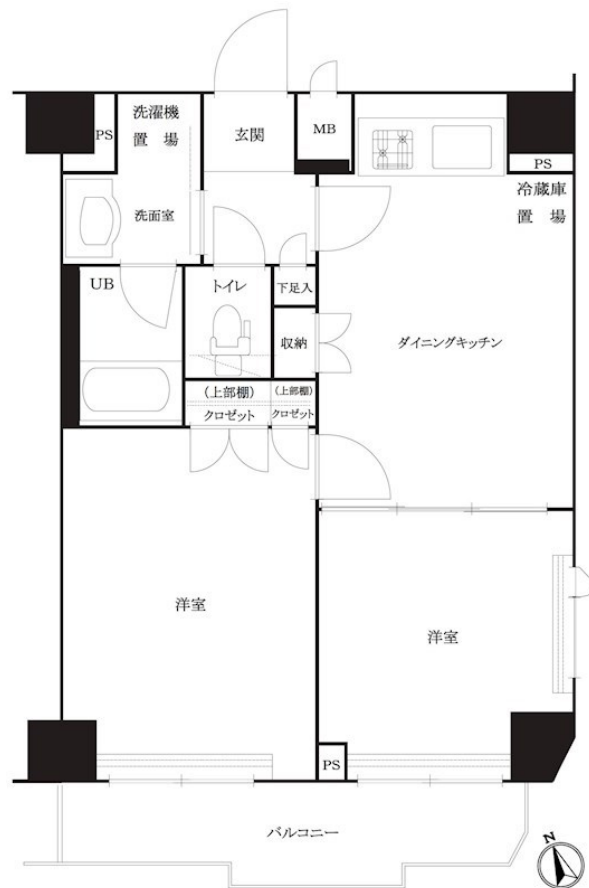 洗濯機
置場
PS
玄関
MB
PS
冷蔵庫
置場
洗面室
UB
トイレ
下足入
収納
ダイニングキッチン
(上部棚)
クロゼット
(上部棚)
クロゼット
洋室
洋室
PS
バルコニー
N